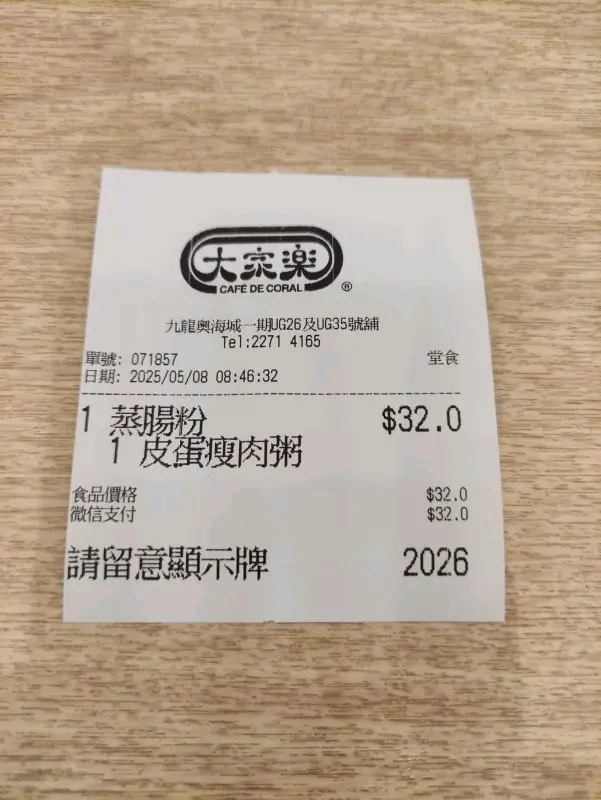 大家樂
CAFÉ DE CORAL ®
九龍奧海城一期UG26及UG35號舖
Tel:2271 4165
單號: 071857 堂食
日期: 2025/05/08 08:46:32
1 蒸腸粉 $32.0
1 皮蛋瘦肉粥
食品價格 $32.0
微信支付 $32.0
請留意顯示牌 2026